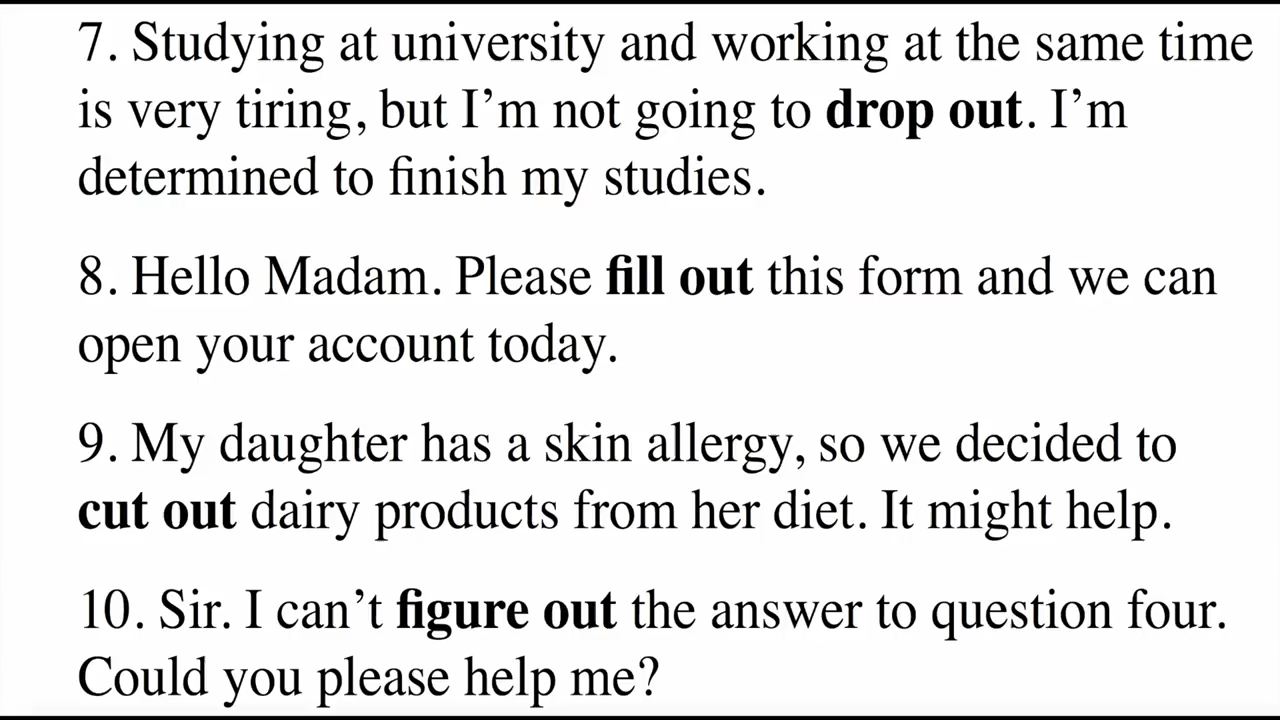 7. Studying at university and working at the same time
is very tiring, but I’m not going to drop out. I’m
determined to finish my studies.
8. Hello Madam. Please fill out this form and we can
open your account today.
9. My daughter has a skin allergy, so we decided to
cut out dairy products from her diet. It might help.
10. Sir. I can’t figure out the answer to question four.
Could you please help me?